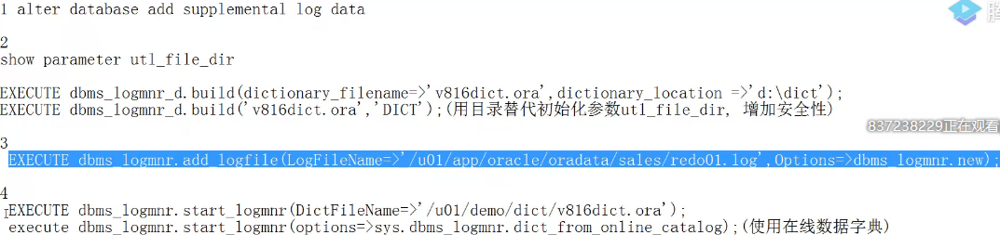 1 alter database add supplemental log data
2
show parameter utl_file_dir
EXECUTE dbms_logmnr_d.build(dictionary_filename=>'v816dict.ora',dictionary_location =>'d:\dict');
EXECUTE dbms_logmnr_d.build('v816dict.ora','DICT');(用目录替代初始化参数utl_file_dir, 增加安全性)
837238229正在观看
3
EXECUTE dbms_logmnr.add_logfile(LogFileName=>'/u01/app/oracle/oradata/sales/redo01.log',Options=>dbms_logmnr.new);
4
EXECUTE dbms_logmnr.start_logmnr(DictFileName=>'/u01/demo/dict/v816dict.ora');
execute dbms_logmnr.start_logmnr(options=>sys.dbms_logmnr.dict_from_online_catalog);(使用在线数据字典)